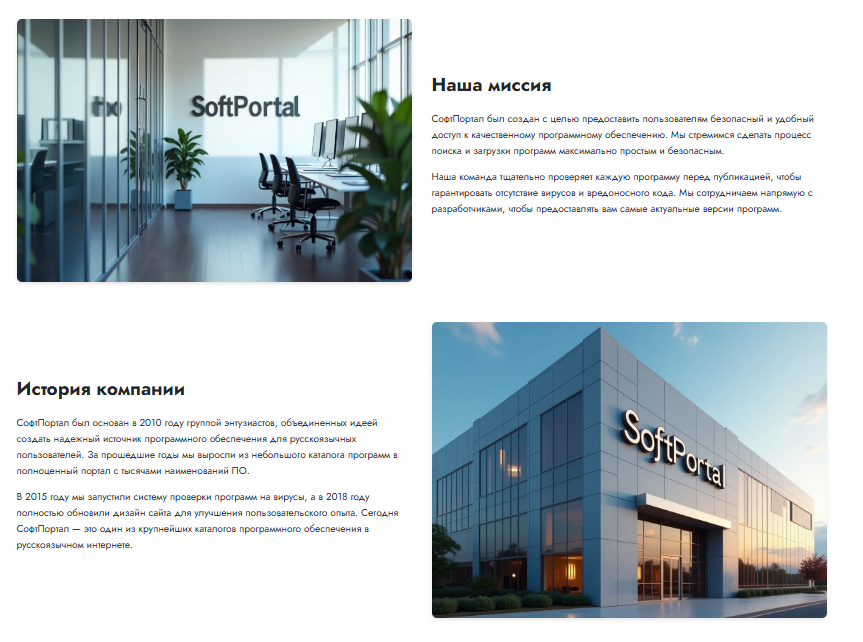 SoftPortal
Наша миссия
СофтПортал был создан с целью предоставить пользователям безопасный и удобный
доступ к качественному программному обеспечению. Мы стремимся сделать процесс
поиска и загрузки программ максимально простым и безопасным.
Наша команда тщательно проверяет каждую программу перед публикацией, чтобы
гарантировать отсутствие вирусов и вредоносного кода. Мы сотрудничаем напрямую с
разработчиками, чтобы предоставлять вам самые актуальные версии программ.
История компании
СофтПортал был основан в 2010 году группой энтузиастов, объединенных идеей
создать надежный источник программного обеспечения для русскоязычных
пользователей. За прошедшие годы мы выросли из небольшого каталога программ в
полноценный портал с тысячами наименований ПО.
В 2015 году мы запустили систему проверки программ на вирусы, а в 2018 году
полностью обновили дизайн сайта для улучшения пользовательского опыта. Сегодня
СофтПортал — это один из крупнейших каталогов программного обеспечения в
русскоязычном интернете.
SoftPortal